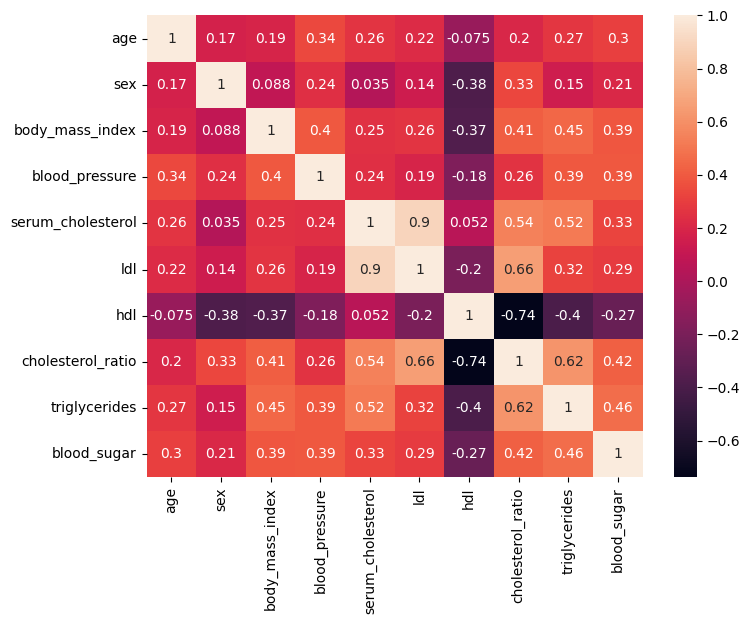 age 1 0.17 0.19 0.34 0.26 0.22 -0.075 0.2 0.27 0.3
sex 0.17 1 0.088 0.24 0.035 0.14 -0.38 0.33 0.15 0.21
body_mass_index 0.19 0.088 1 0.4 0.25 0.26 -0.37 0.41 0.45 0.39
blood_pressure 0.34 0.24 0.4 1 0.24 0.19 -0.18 0.26 0.39 0.39
serum_cholesterol 0.26 0.035 0.25 0.24 1 0.9 0.052 0.54 0.52 0.33
ldl 0.22 0.14 0.26 0.19 0.9 1 -0.2 0.66 0.32 0.29
hdl -0.075 -0.38 -0.37 -0.18 0.052 -0.2 1 -0.74 -0.4 -0.27
cholesterol_ratio 0.2 0.33 0.41 0.26 0.54 0.66 -0.74 1 0.62 0.42
triglycerides 0.27 0.15 0.45 0.39 0.52 0.32 -0.4 0.62 1 0.46
blood_sugar 0.3 0.21 0.39 0.39 0.33 0.29 -0.27 0.42 0.46 1
age
sex
body_mass_index
blood_pressure
serum_cholesterol
ldl
hdl
cholesterol_ratio
triglycerides
blood_sugar
1.0
0.8
0.6
0.4
0.2
0.0
−0.2
−0.4
−0.6